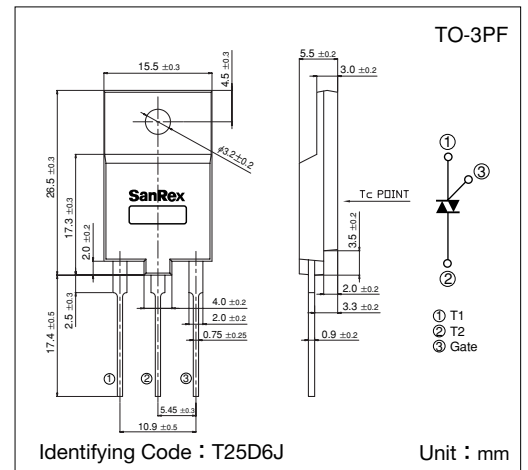 TO-3PF
15.5 ±0.3
4.5 ±0.3
5.5 ±0.2
3.0 ±0.2
φ3.2±0.2
26.5 ±0.3
17.3 ±0.3
2.0 ±0.2
SanRex
Tc POINT
3.5 ±0.2
①
③
②
2.5 ±0.3
17.4 ±0.5
4.0 ±0.2
2.0 ±0.2
0.75 ±0.25
2.0 ±0.2
3.3 ±0.2
0.9 ±0.2
① T1
② T2
③ Gate
① ② ③
5.45 ±0.3
10.9 ±0.5
Identifying Code：T25D6J
Unit：mm